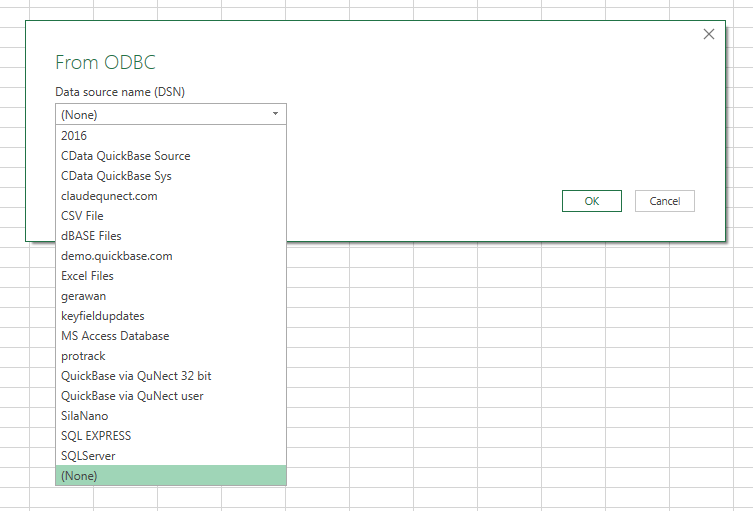 From ODBC
Data source name (DSN)
(None)
2016
CData QuickBase Source
CData QuickBase Sys
claudequnect.com
CSV File
dBASE Files
demo.quickbase.com
Excel Files
gerawan
keyfieldupdates
MS Access Database
protrack
QuickBase via QuNect 32 bit
QuickBase via QuNect user
SilaNano
SQL EXPRESS
SQLServer
(None)
OK Cancel